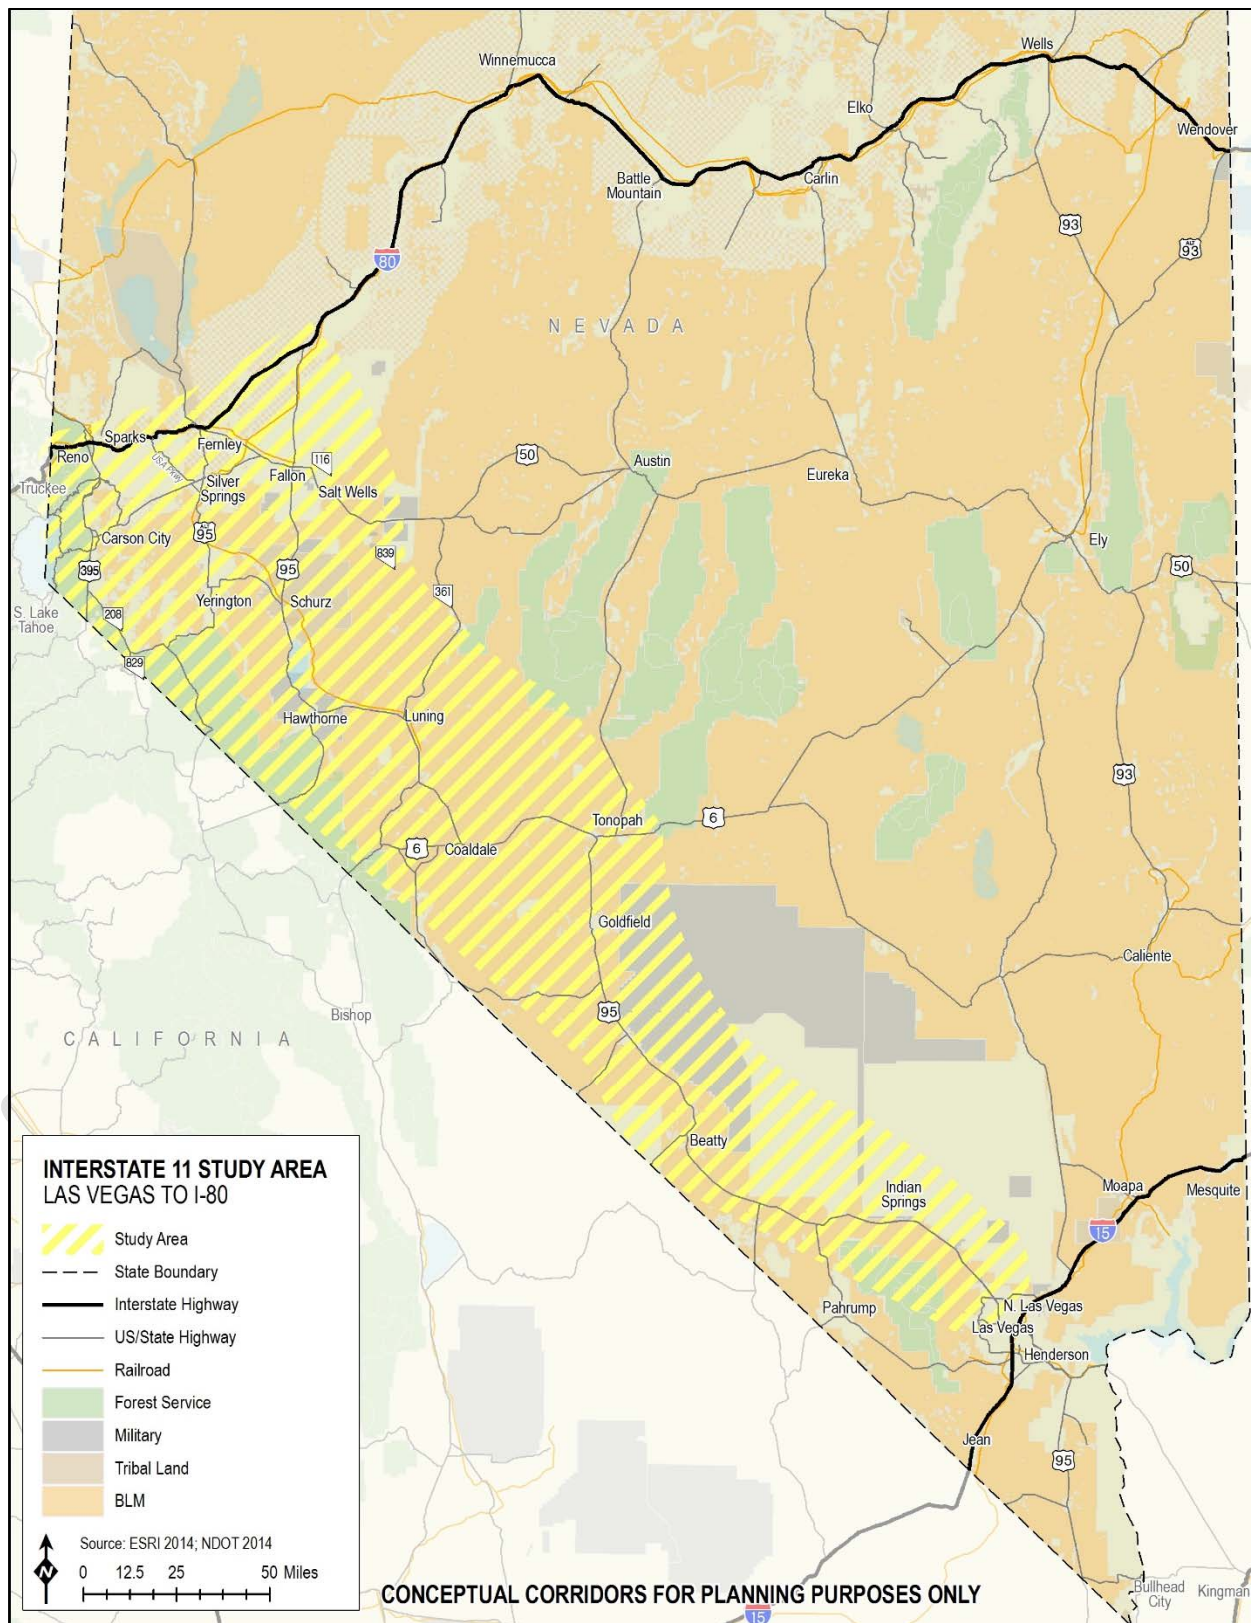 Wells
Winnemucca
Elko
Wendover
Battle
Mountain
Carlin
93
ALT
93
80
NEVADA
Sparks
Reno
Fernley
USA Pkwy
50
Austin
Eureka
116
Truckee
Silver
Springs
Fallon
Salt Wells
Carson City
ALT
95
Ely
839
50
395
95
361
Yerington
Schurz
208
S. Lake
Tahoe
829
Hawthorne
Luning
93
Tonopah
6
6
Coaldale
Goldfield
Caliente
95
Bishop
CALIFORNIA
Beatty
Indian
Springs
Moapa
Mesquite
15
Pahrump
N. Las Vegas
Las Vegas
Henderson
Jean
95
INTERSTATE 11 STUDY AREA
LAS VEGAS TO I-80
Study Area
State Boundary
Interstate Highway
US/State Highway
Railroad
Forest Service
Military
Tribal Land
BLM
N
Source: ESRI 2014; NDOT 2014
0 12.5 25 50 Miles
CONCEPTUAL CORRIDORS FOR PLANNING PURPOSES ONLY
15
Bullhead
City
Kingman